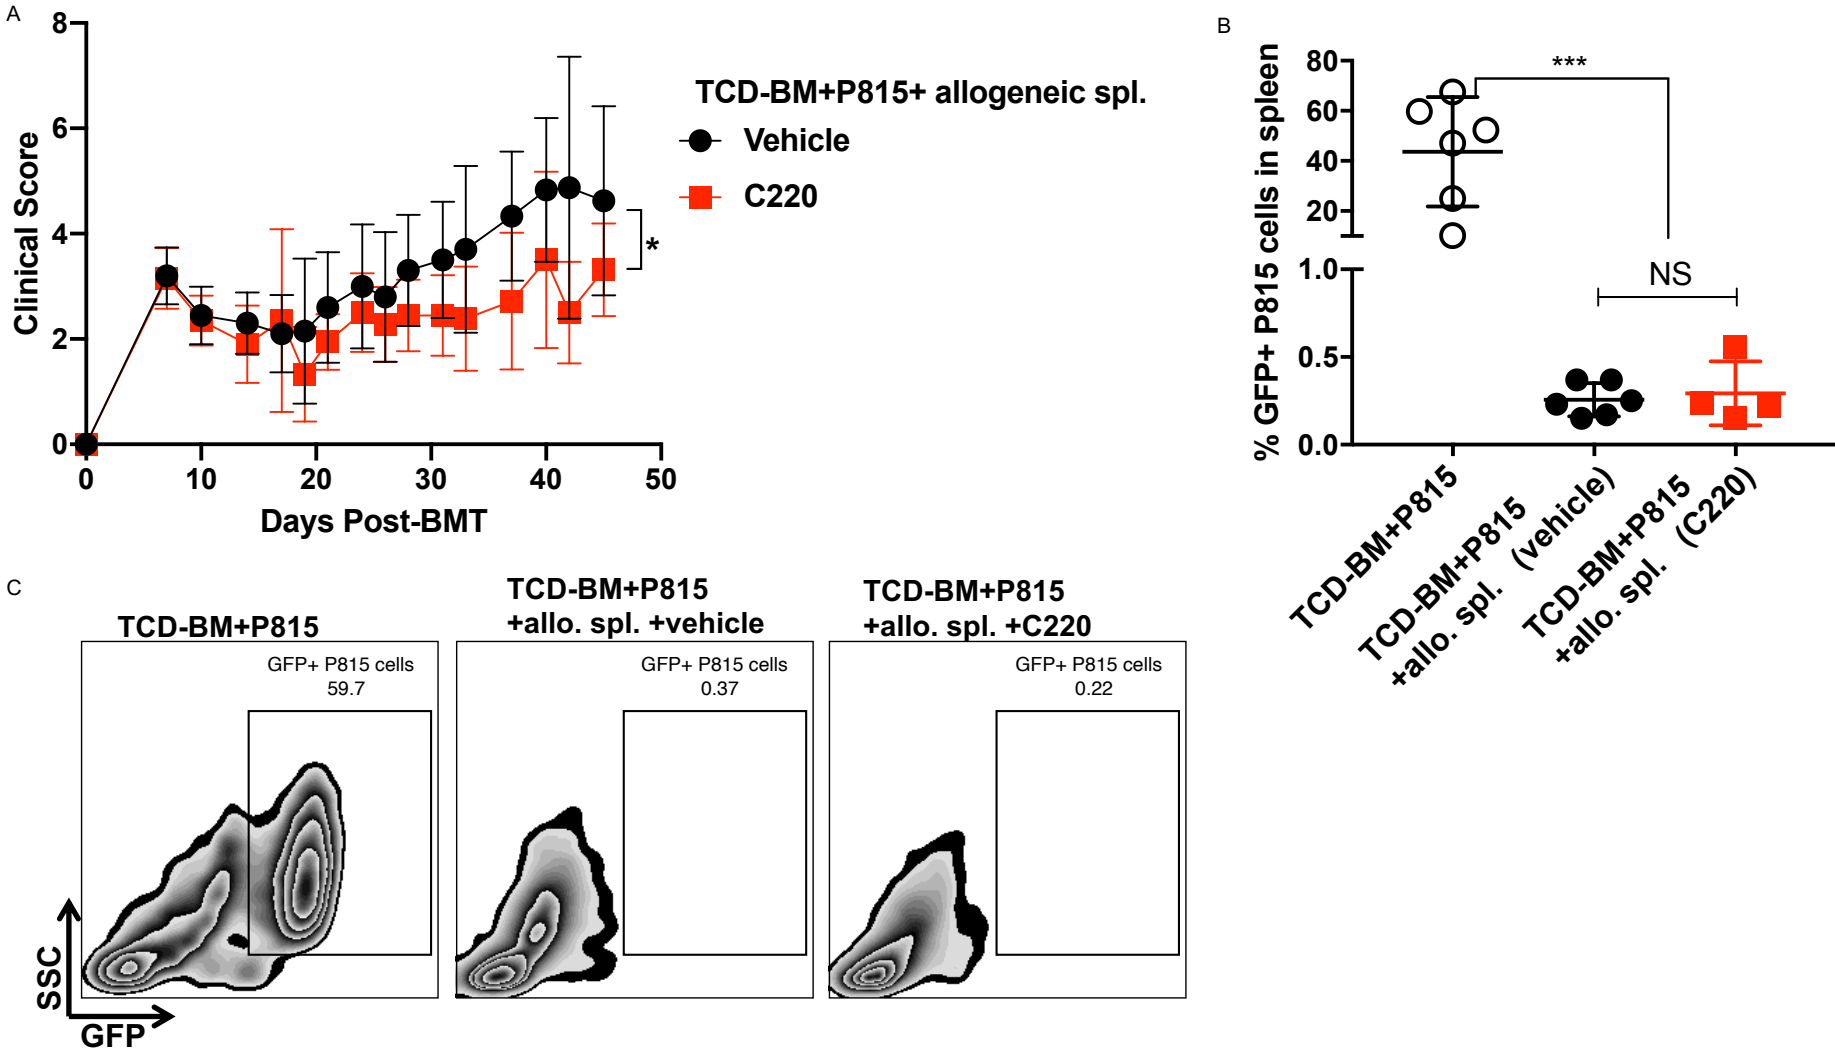 A
8
6
4
2
0
Clinical Score
0 10 20 30 40 50
Days Post-BMT
*
TCD-BM+P815+ allogeneic spl.
Vehicle
C220
B
% GFP+ P815 cells in spleen
80
60
40
20
1.0
0.5
0.0
***
NS
TCD-BM+P815
TCD-BM+P815
+allo. spl. (vehicle)
TCD-BM+P815
+allo. spl. (C220)
C
TCD-BM+P815
GFP+ P815 cells
59.7
TCD-BM+P815
+allo. spl. +vehicle
GFP+ P815 cells
0.37
TCD-BM+P815
+allo. spl. +C220
GFP+ P815 cells
0.22
SSC
GFP